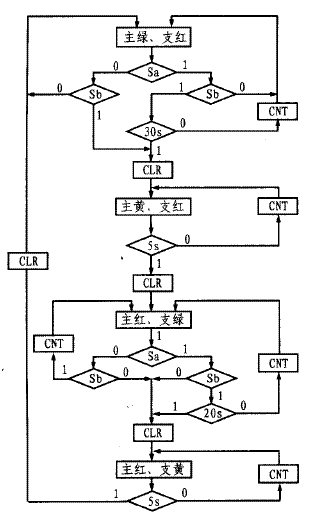 主绿、支红
0 Sa 1
0 Sb 1 Sb 0
1 30s 0 CNT
1
CLR
主黄、支红 CNT
5s 0
1
CLR CLR
主红、支绿
CNT 0 Sa 1 CNT
1 Sb 0 0 Sb
1
1 20s 0
CLR
主红、支黄 CNT
1 5s 0